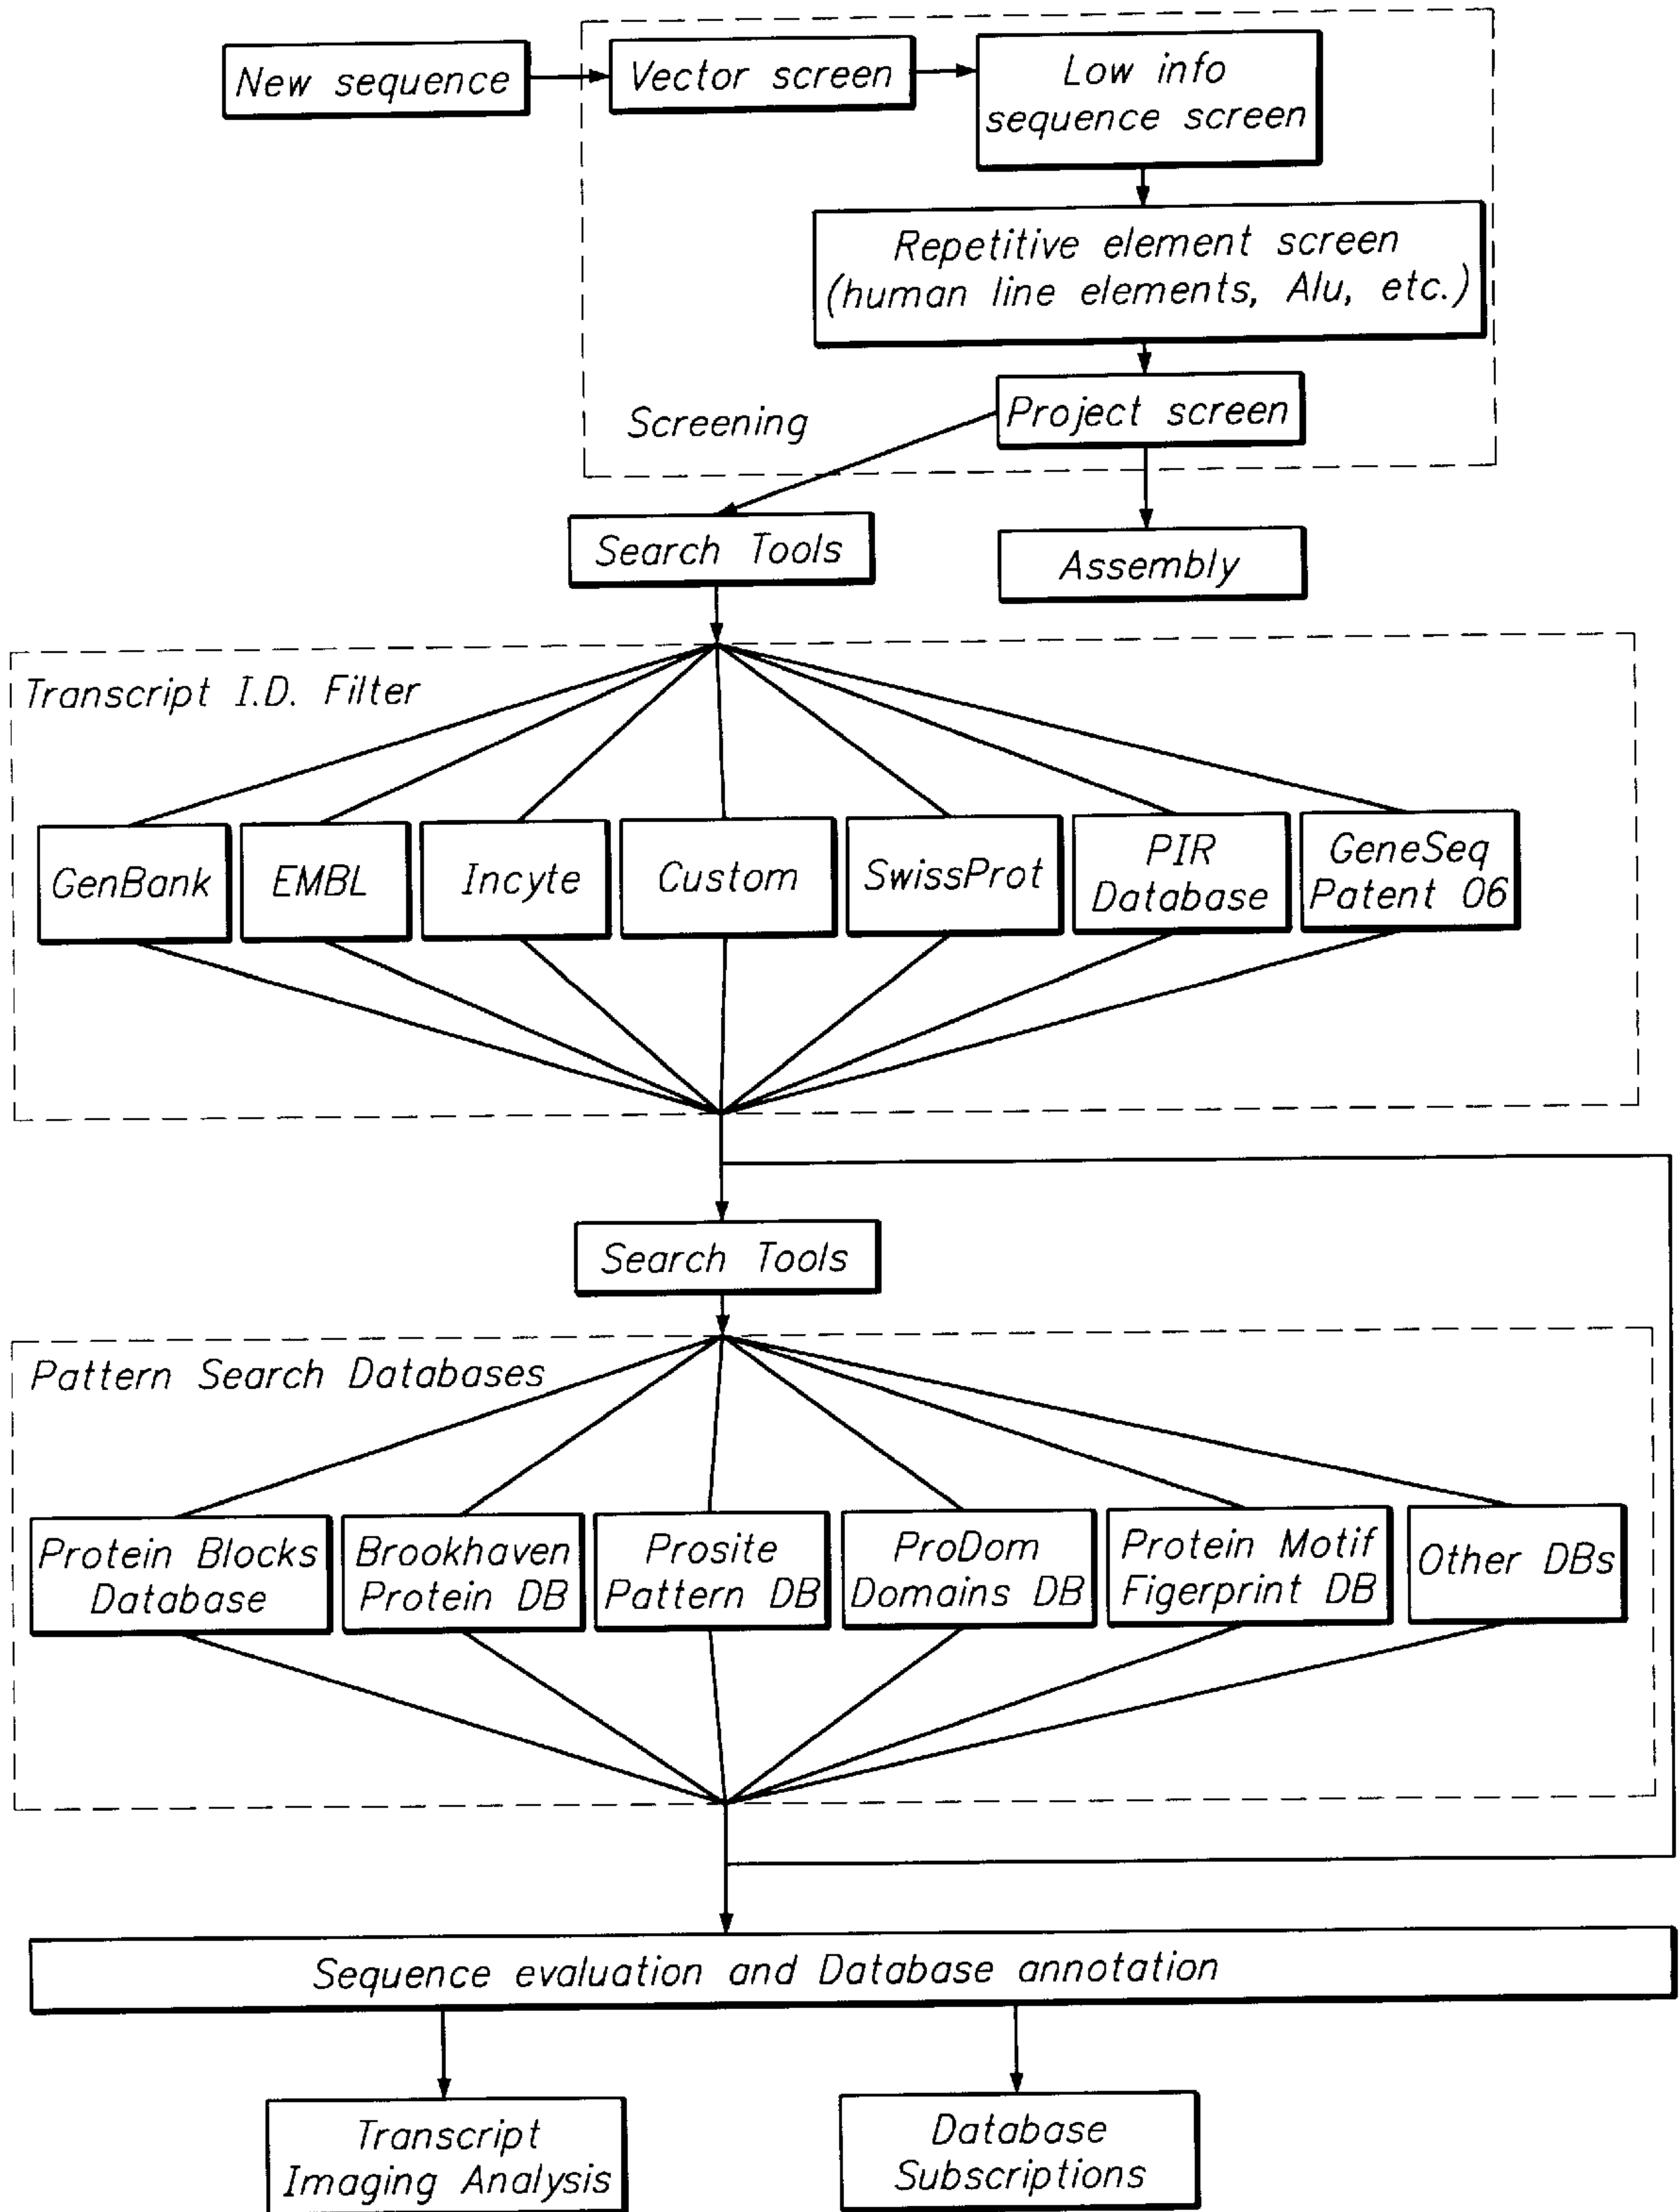 New sequence
Vector screen
Low info
sequence screen
Repetitive element screen
(human line elements, Alu, etc.)
Project screen
Screening
Search Tools
Assembly
Transcript I.D. Filter
GenBank
EMBL
Incyte
Custom
SwissProt
PIR
Database
GeneSeq
Patent 06
Search Tools
Pattern Search Databases
Protein Blocks
Database
Brookhaven
Protein DB
Prosite
Pattern DB
ProDom
Domains DB
Protein Motif
Figerprint DB
Other DBs
Sequence evaluation and Database annotation
Transcript
Imaging Analysis
Database
Subscriptions